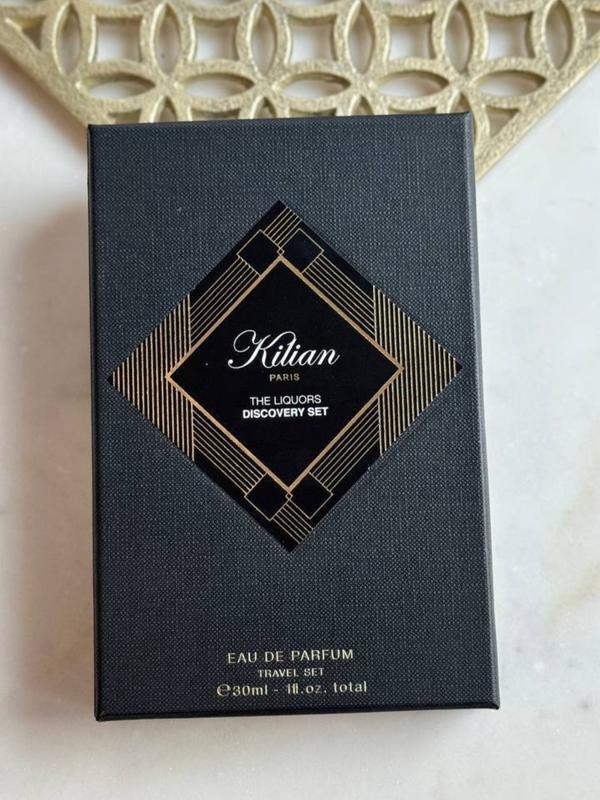 Kilian
PARIS
THE LIQUORS
DISCOVERY SET
EAU DE PARFUM
TRAVEL SET
℮30ml - 1fl.oz. total